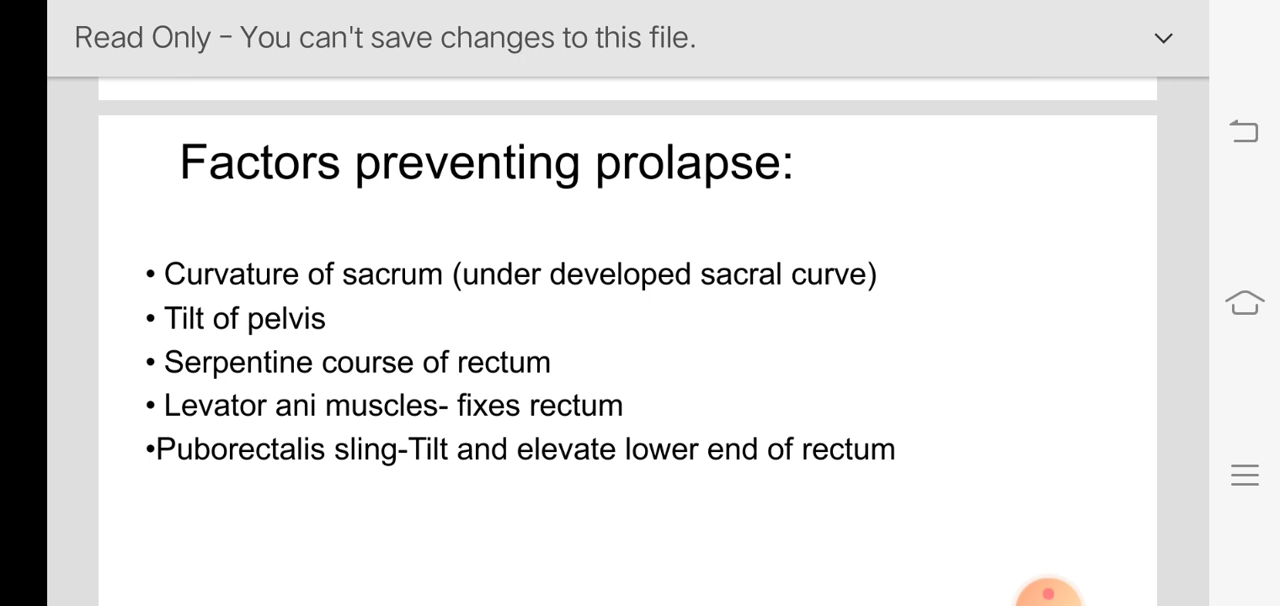 Read Only - You can't save changes to this file.
Factors preventing prolapse:
• Curvature of sacrum (under developed sacral curve)
• Tilt of pelvis
• Serpentine course of rectum
• Levator ani muscles- fixes rectum
•Puborectalis sling-Tilt and elevate lower end of rectum